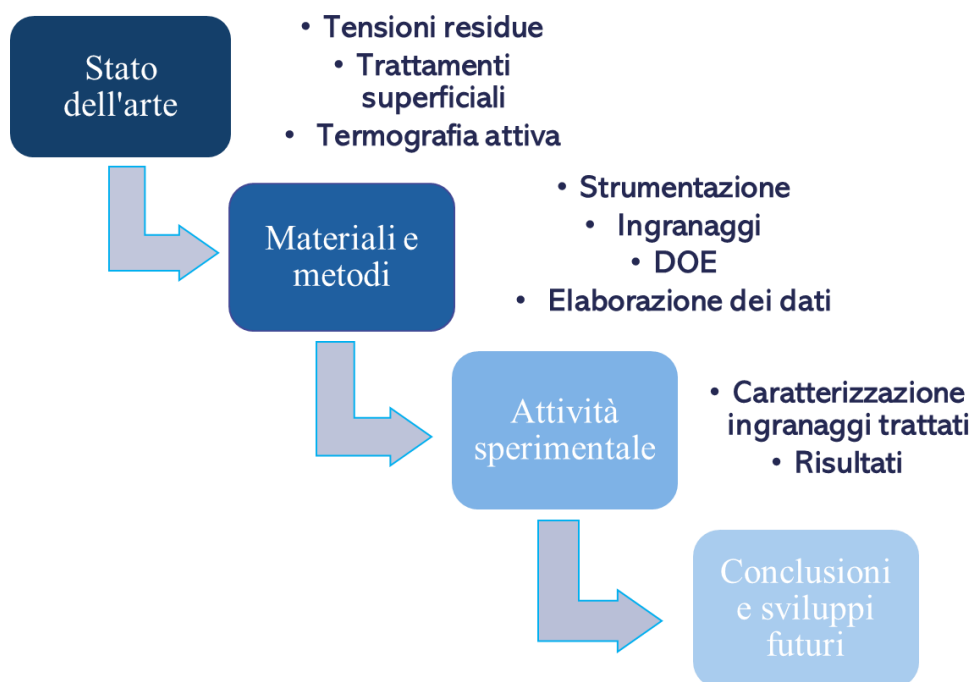 Stato
dell'arte
• Tensioni residue
• Trattamenti
superficiali
• Termografia attiva
Materiali e
metodi
• Strumentazione
• Ingranaggi
• DOE
• Elaborazione dei dati
Attività
sperimentale
• Caratterizzazione
ingranaggi trattati
• Risultati
Conclusioni
e sviluppi
futuri